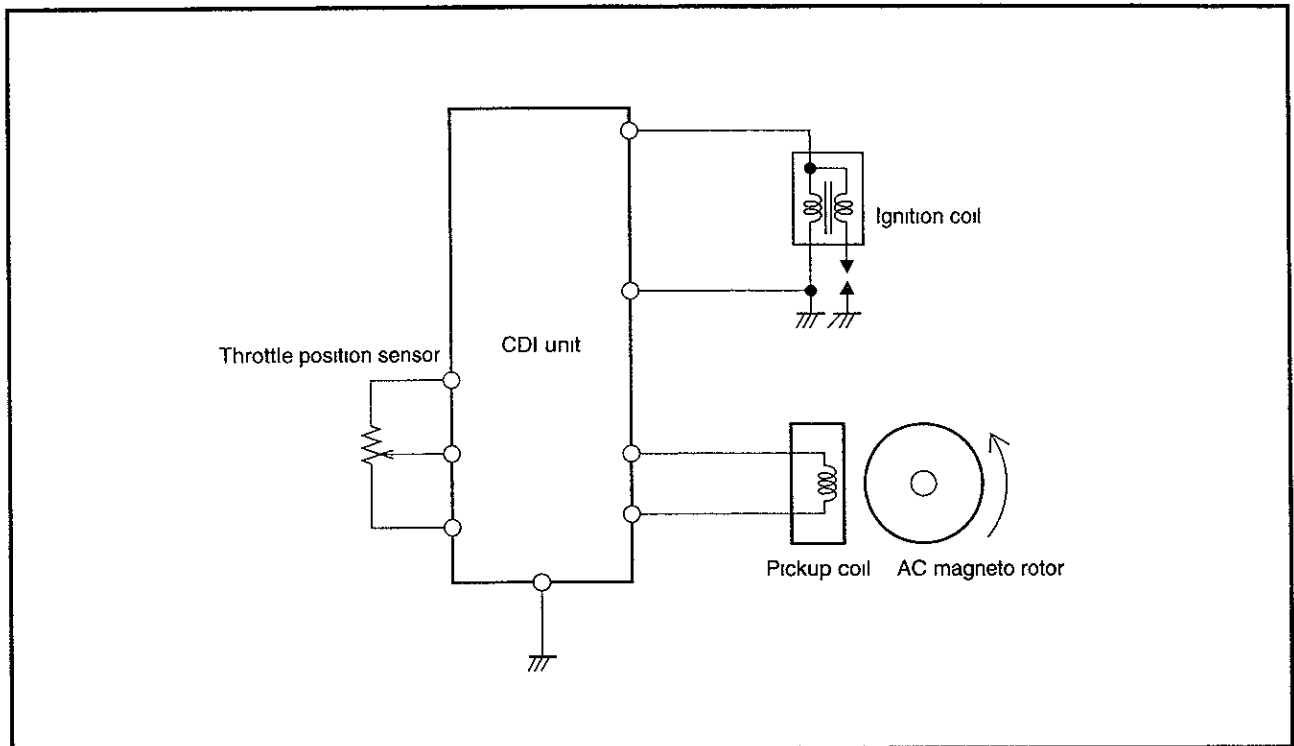 Ignition coil
CDI unit
Throttle position sensor
Pickup coil
AC magneto rotor